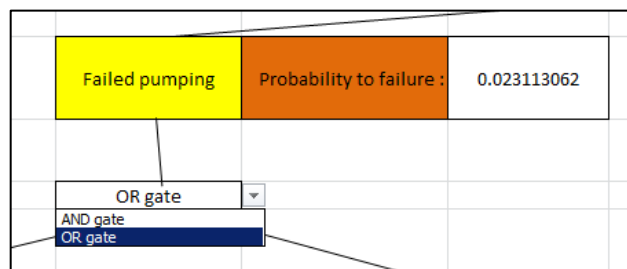 Failed pumping Probability to failure : 0.023113062
OR gate
AND gate
OR gate